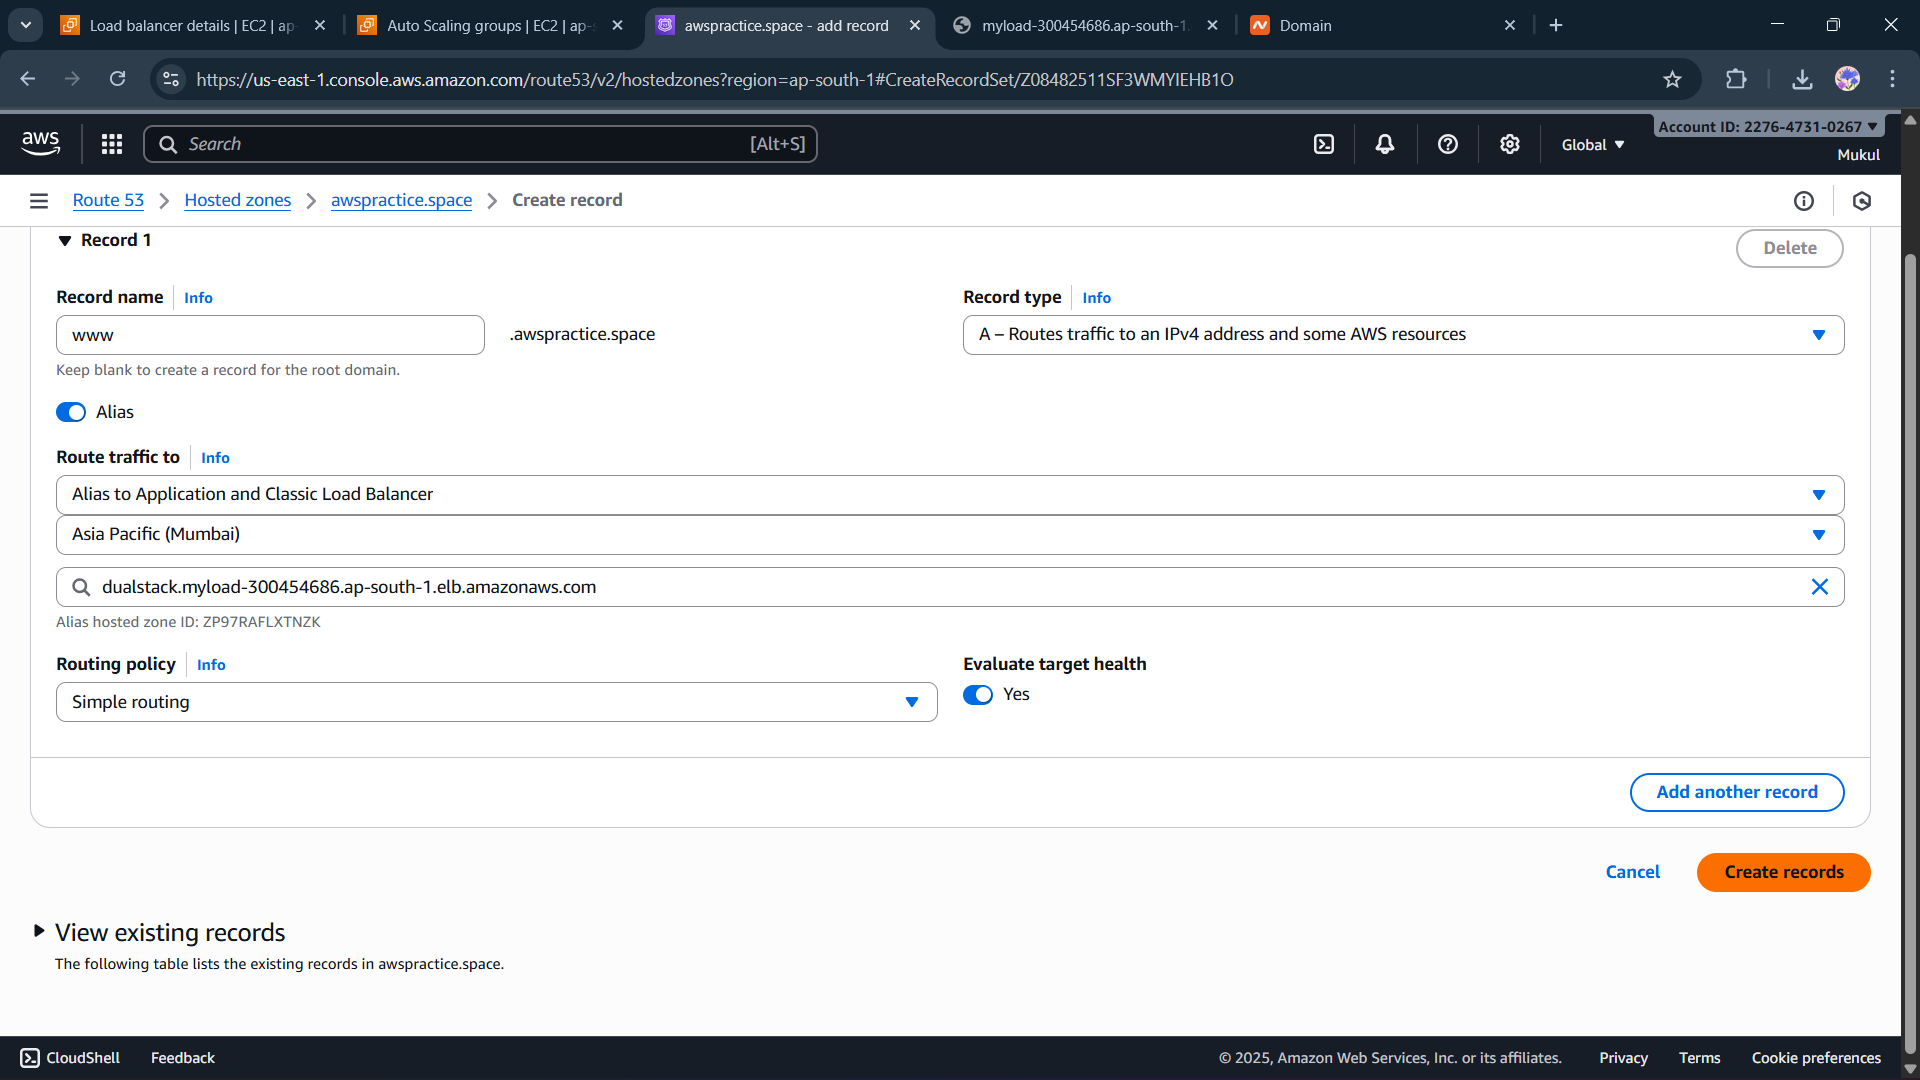 Load balancer details | EC2 | ap-
Auto Scaling groups | EC2 | ap-s
awspractice.space - add record
myload-300454686.ap-south-1.
Domain
https://us-east-1.console.aws.amazon.com/route53/v2/hostedzones?region=ap-south-1#CreateRecordSet/Z08482511SF3WMYIEHB1O
aws
Search
[Alt+S]
Global
Account ID: 2276-4731-0267
Mukul
Route 53
Hosted zones
awspractice.space
Create record
Record 1
Delete
Record name
Info
www
.awspractice.space
Keep blank to create a record for the root domain.
Record type
Info
A – Routes traffic to an IPv4 address and some AWS resources
Alias
Route traffic to
Info
Alias to Application and Classic Load Balancer
Asia Pacific (Mumbai)
dualstack.myload-300454686.ap-south-1.elb.amazonaws.com
Alias hosted zone ID: ZP97RAFLXTNZK
Routing policy
Info
Simple routing
Evaluate target health
Yes
Add another record
Cancel
Create records
View existing records
The following table lists the existing records in awspractice.space.
CloudShell
Feedback
© 2025, Amazon Web Services, Inc. or its affiliates.
Privacy
Terms
Cookie preferences